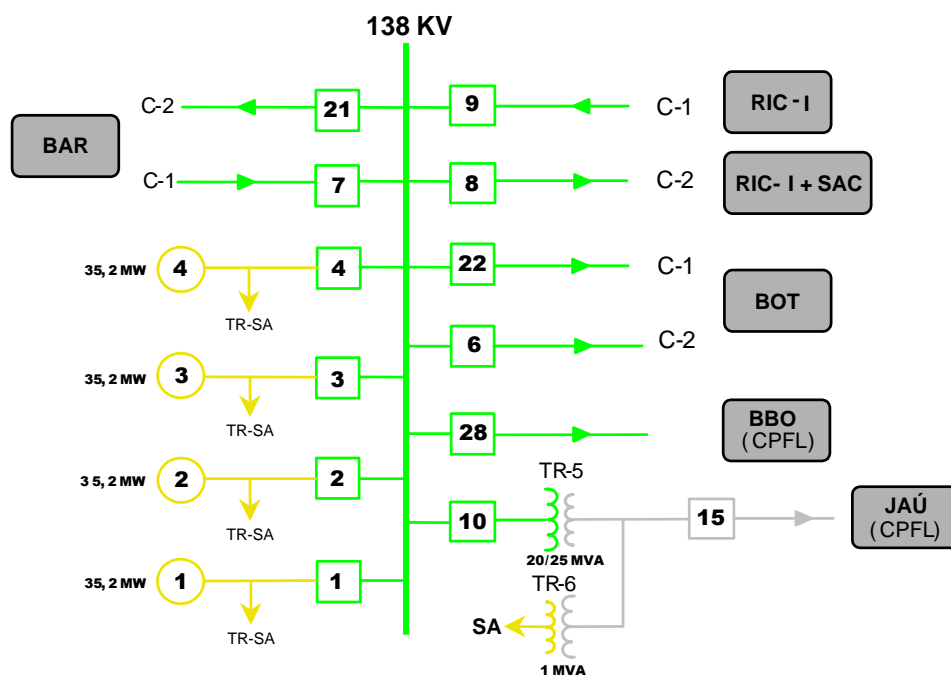 138 KV
C-2
21
9
C-1
RIC - I
BAR
C-1
7
8
C-2
RIC- I + SAC
35, 2 MW
4
4
22
C-1
TR-SA
BOT
6
C-2
35, 2 MW
3
3
TR-SA
28
BBO
( CPFL)
3 5, 2 MW
2
2
TR-5
TR-SA
10
15
JAÚ
(CPFL)
20/25 MVA
35, 2 MW
1
1
TR-6
TR-SA
SA
1 MVA